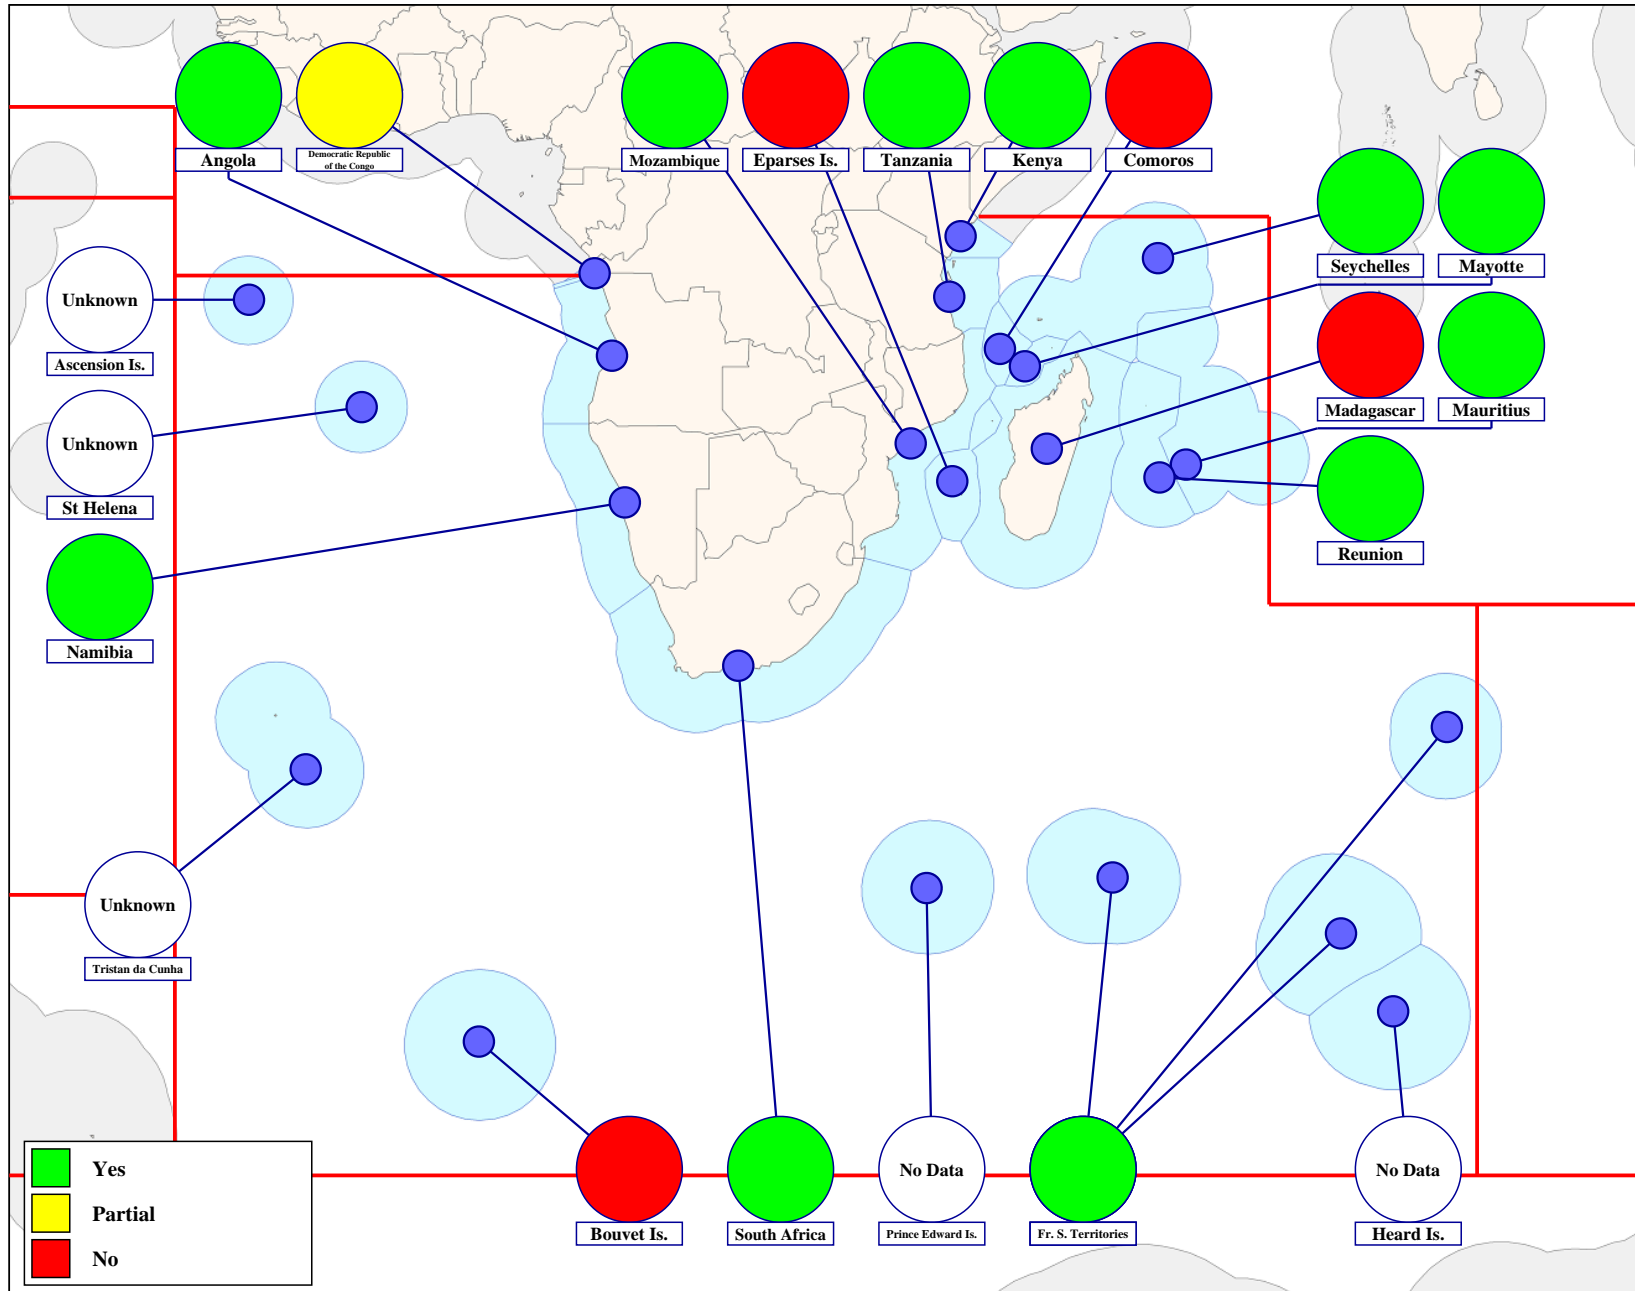 Angola
Democratic Republic
of the Congo
Mozambique
Eparses Is.
Tanzania
Kenya
Comoros
Seychelles
Mayotte
Unknown
Ascension Is.
Madagascar
Mauritius
Unknown
St Helena
Reunion
Namibia
Unknown
Tristan da Cunha
Yes
Partial
No
Bouvet Is.
South Africa
No Data
Prince Edward Is.
Fr. S. Territories
No Data
Heard Is.